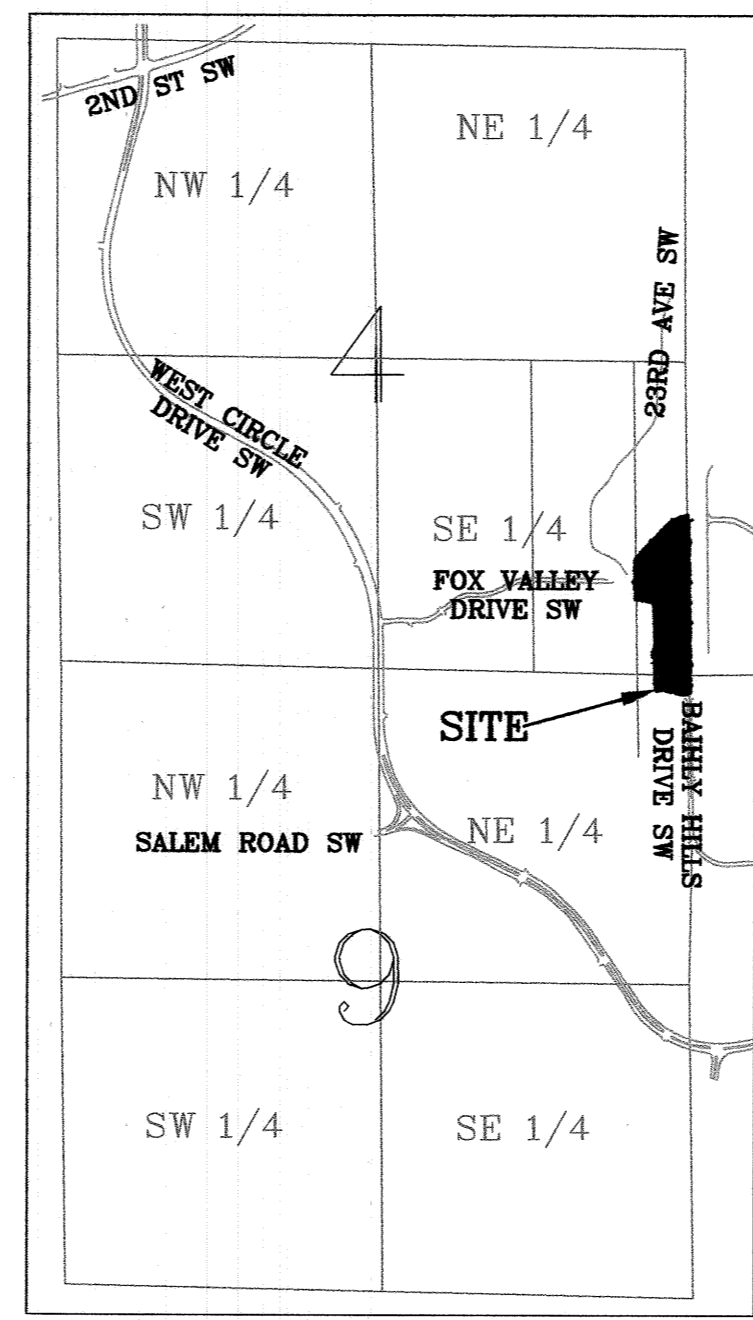 2ND ST SW
NE 1/4
NW 1/4
23RD AVE SW
4
WEST CIRCLE
DRIVE SW
SW 1/4
SE 1/4
FOX VALLEY
DRIVE SW
SITE
BAIHLY HILLS
DRIVE SW
NW 1/4
NE 1/4
SALEM ROAD SW
9
SW 1/4
SE 1/4